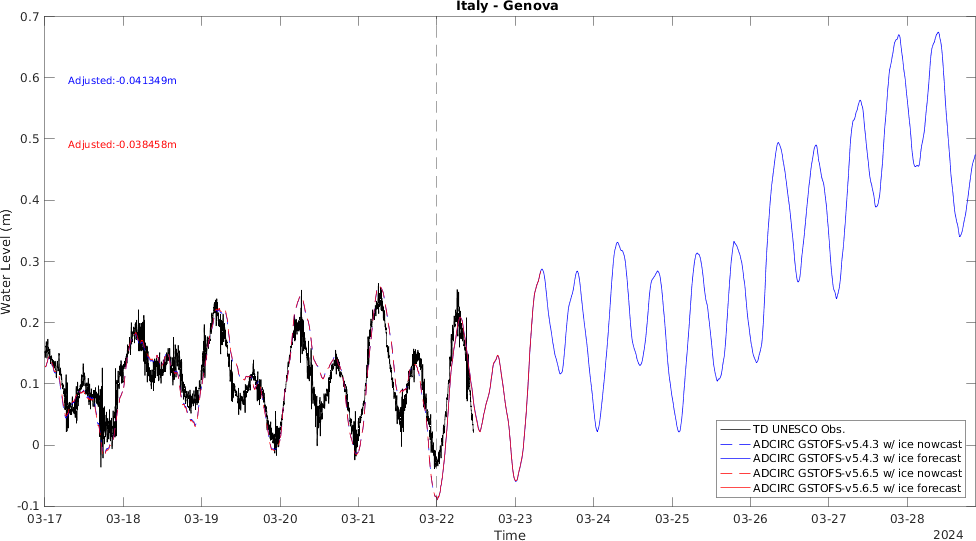 Italy - Genova
0.7
0.6
0.5
0.4
0.3
0.2
0.1
0
-0.1
Water Level (m)
Adjusted:-0.041349m
Adjusted:-0.038458m
TD UNESCO Obs.
ADCIRC GSTOFS-v5.4.3 w/ ice nowcast
ADCIRC GSTOFS-v5.4.3 w/ ice forecast
ADCIRC GSTOFS-v5.6.5 w/ ice nowcast
ADCIRC GSTOFS-v5.6.5 w/ ice forecast
03-17 03-18 03-19 03-20 03-21 03-22 03-23 03-24 03-25 03-26 03-27 03-28
Time
2024